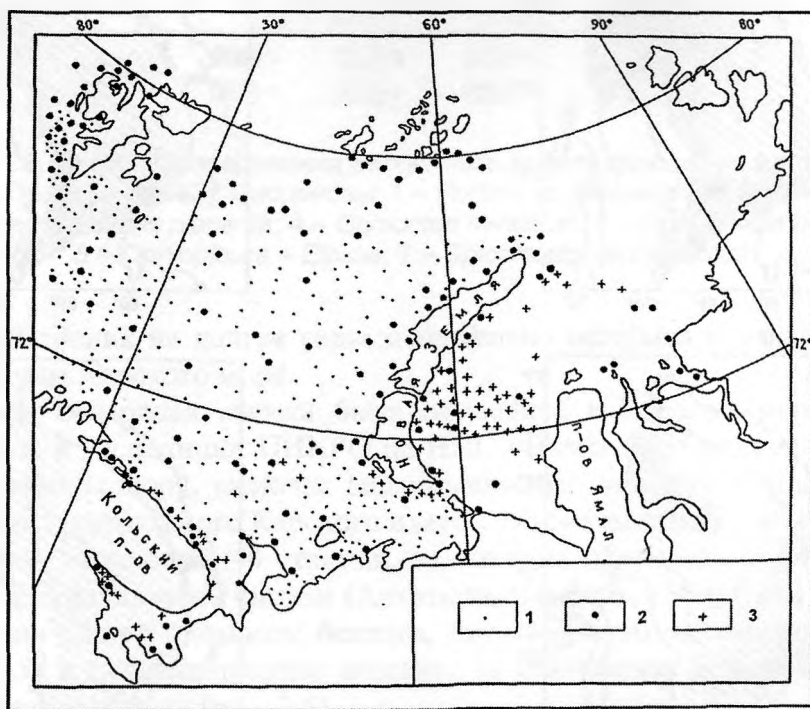 80° 30° 60° 90° 80°
72° 72°
НОВАЯ ЗЕМЛЯ
КОЛЬСКИЙ
П-ОВ
П-ОВ ЯМАЛ
1 2 3